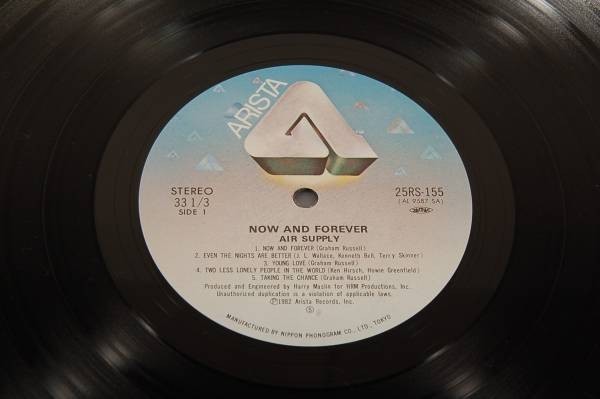 ARISTA
STEREO
33 1/3
SIDE 1
25RS-155
(AL 9587 SA)
NOW AND FOREVER
AIR SUPPLY
1. NOW AND FOREVER (Graham Russell)
2. EVEN THE NIGHTS ARE BETTER (J. L. Wallace, Kenneth Bell, Terry Skinner)
3. YOUNG LOVE (Graham Russell)
4. TWO LESS LONELY PEOPLE IN THE WORLD (Ken Hirsch, Howie Greenfield)
5. TAKING THE CHANCE (Graham Russell)
Produced and Engineered by Harry Maslin for HRM Productions, Inc.
Unauthorized duplication is a violation of applicable laws.
Ⓟ1982 Arista Records, Inc.
Ⓢ
MANUFACTURED BY NIPPON PHONOGRAM CO., LTD., TOKYO